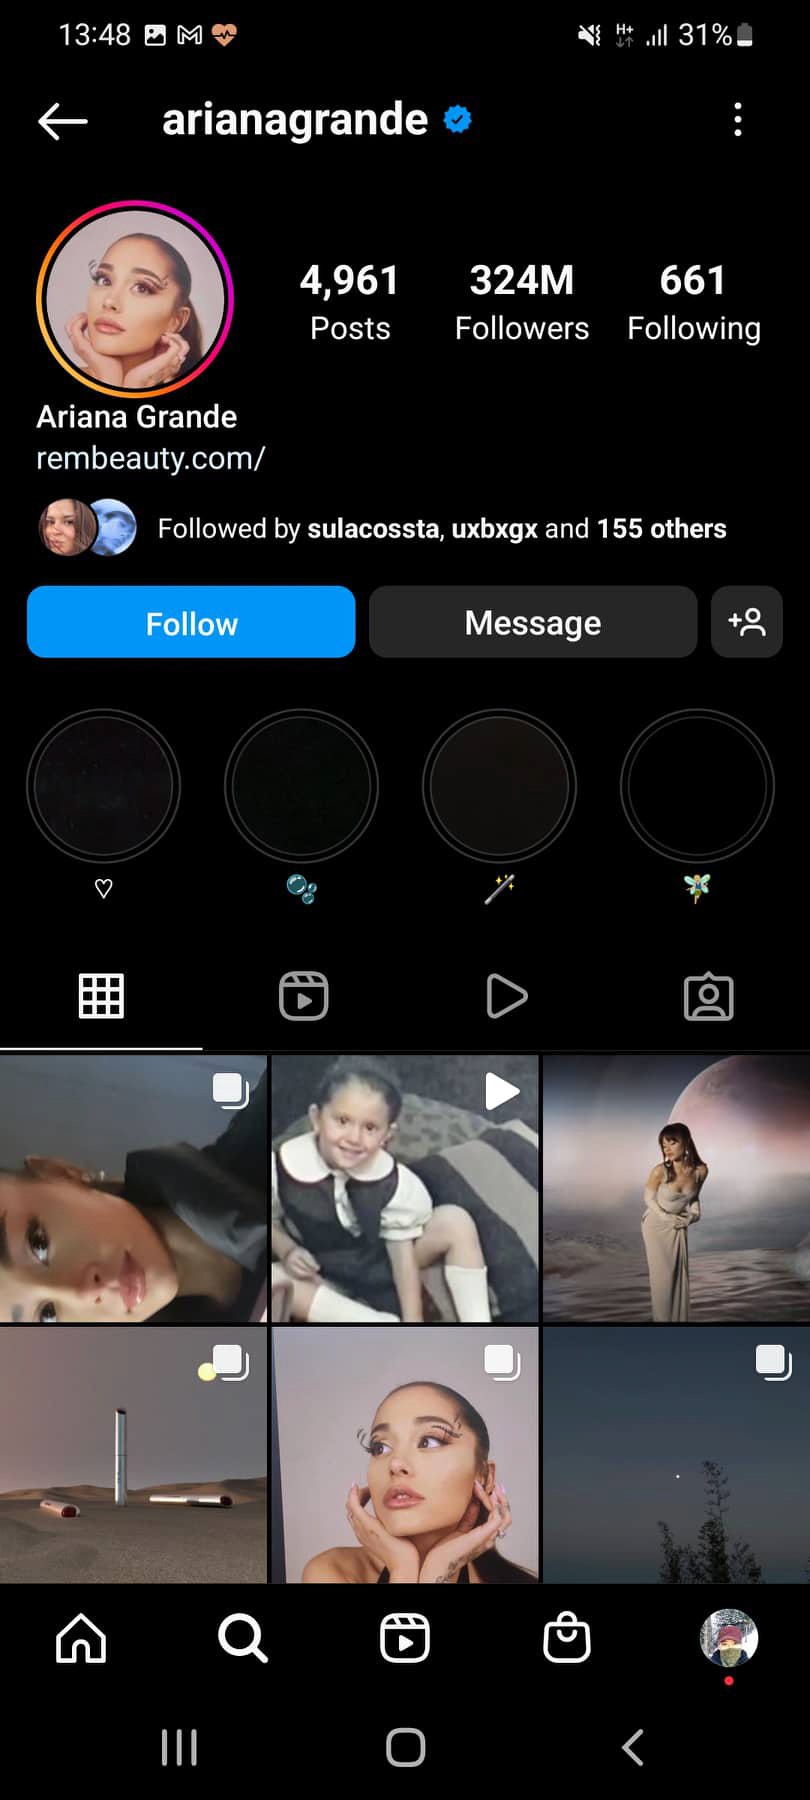 13:48 31%
arianagrande
4,961 324M 661
Posts Followers Following
Ariana Grande
rembeauty.com/
Followed by sulacossta, uxbxgx and 155 others
Follow Message